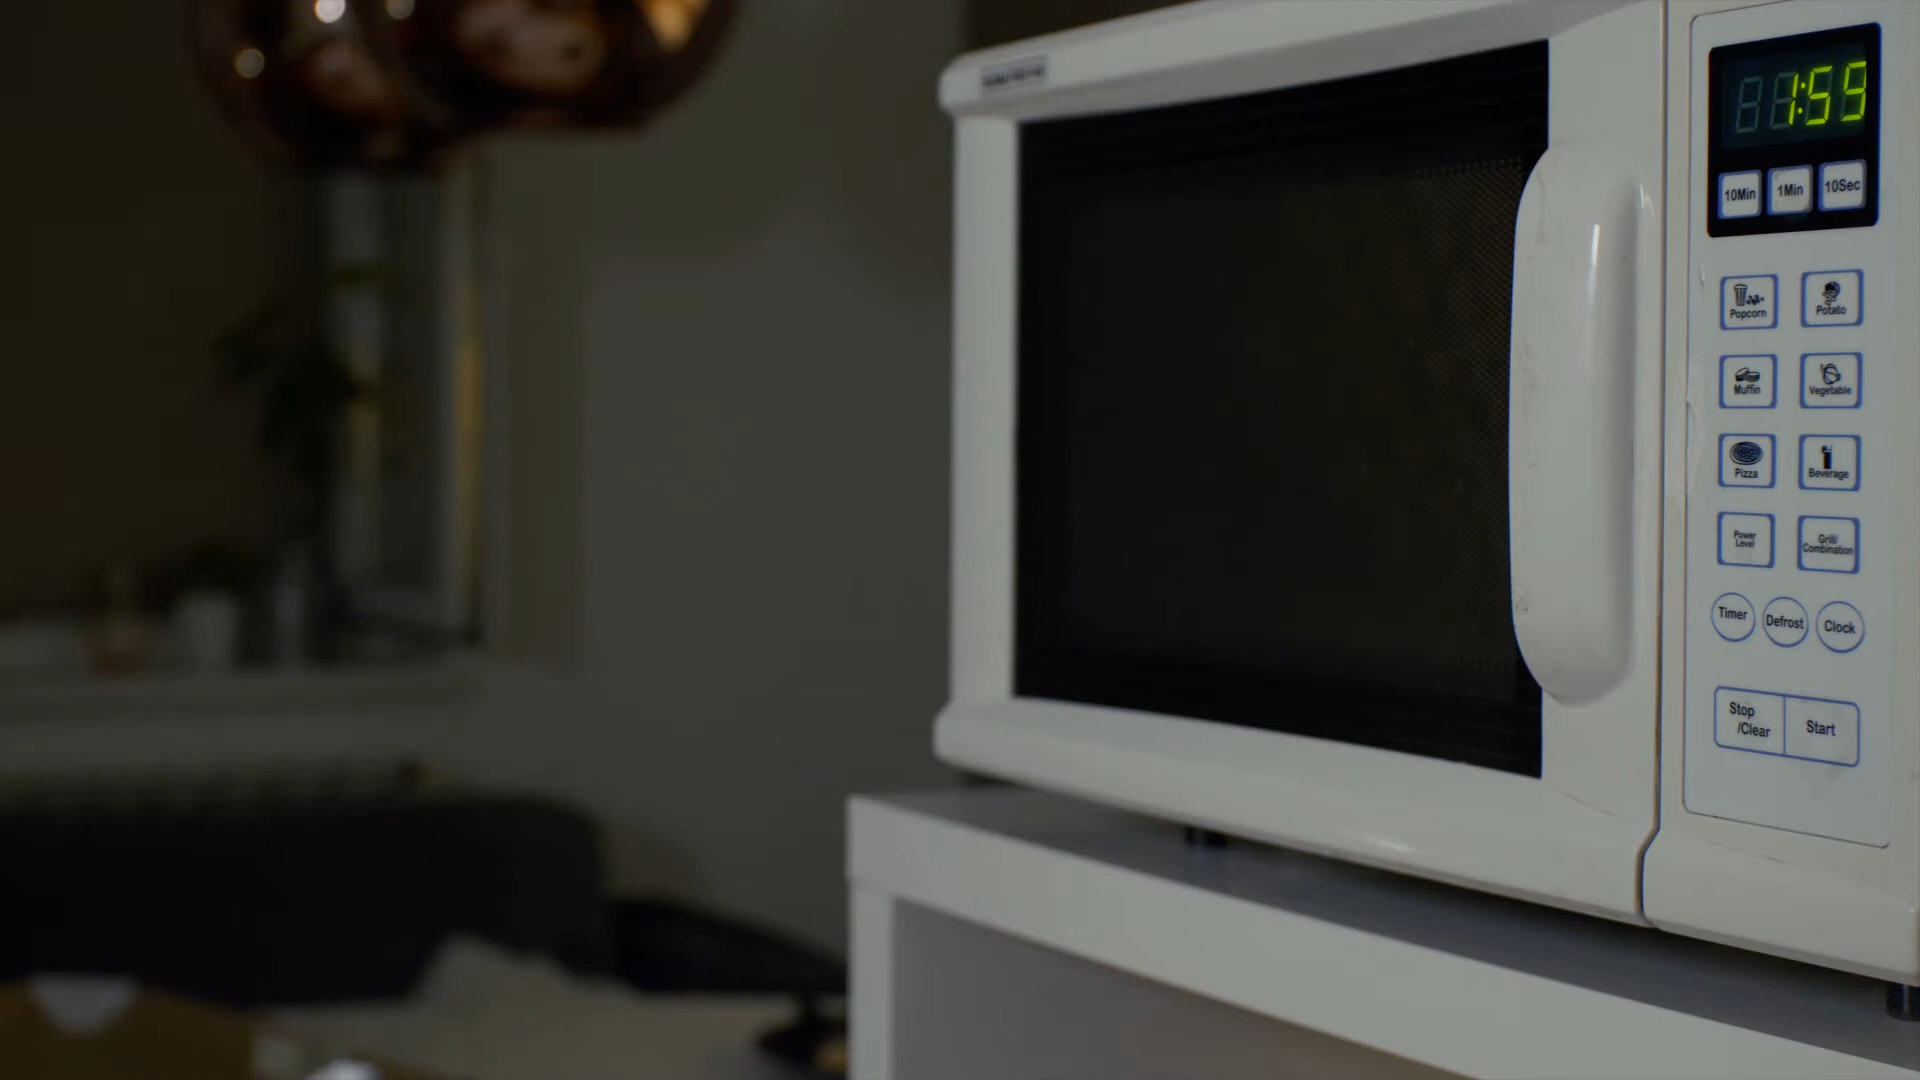 1:55
10Min 1Min 10Sec
Popcorn Potato
Muffin Vegetable
Pizza Beverage
Power
Level
Grill/
Combination
Timer Defrost Clock
Stop
/Clear
Start